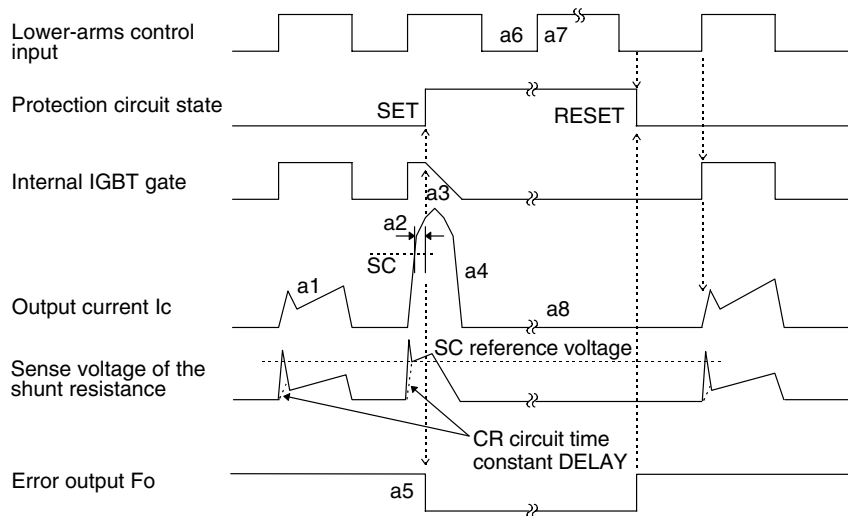 Lower-arms control
input
a6
a7
Protection circuit state
SET
RESET
Internal IGBT gate
a3
a2
SC
a4
Output current Ic
a1
a8
SC reference voltage
Sense voltage of the
shunt resistance
CR circuit time
constant DELAY
Error output Fo
a5